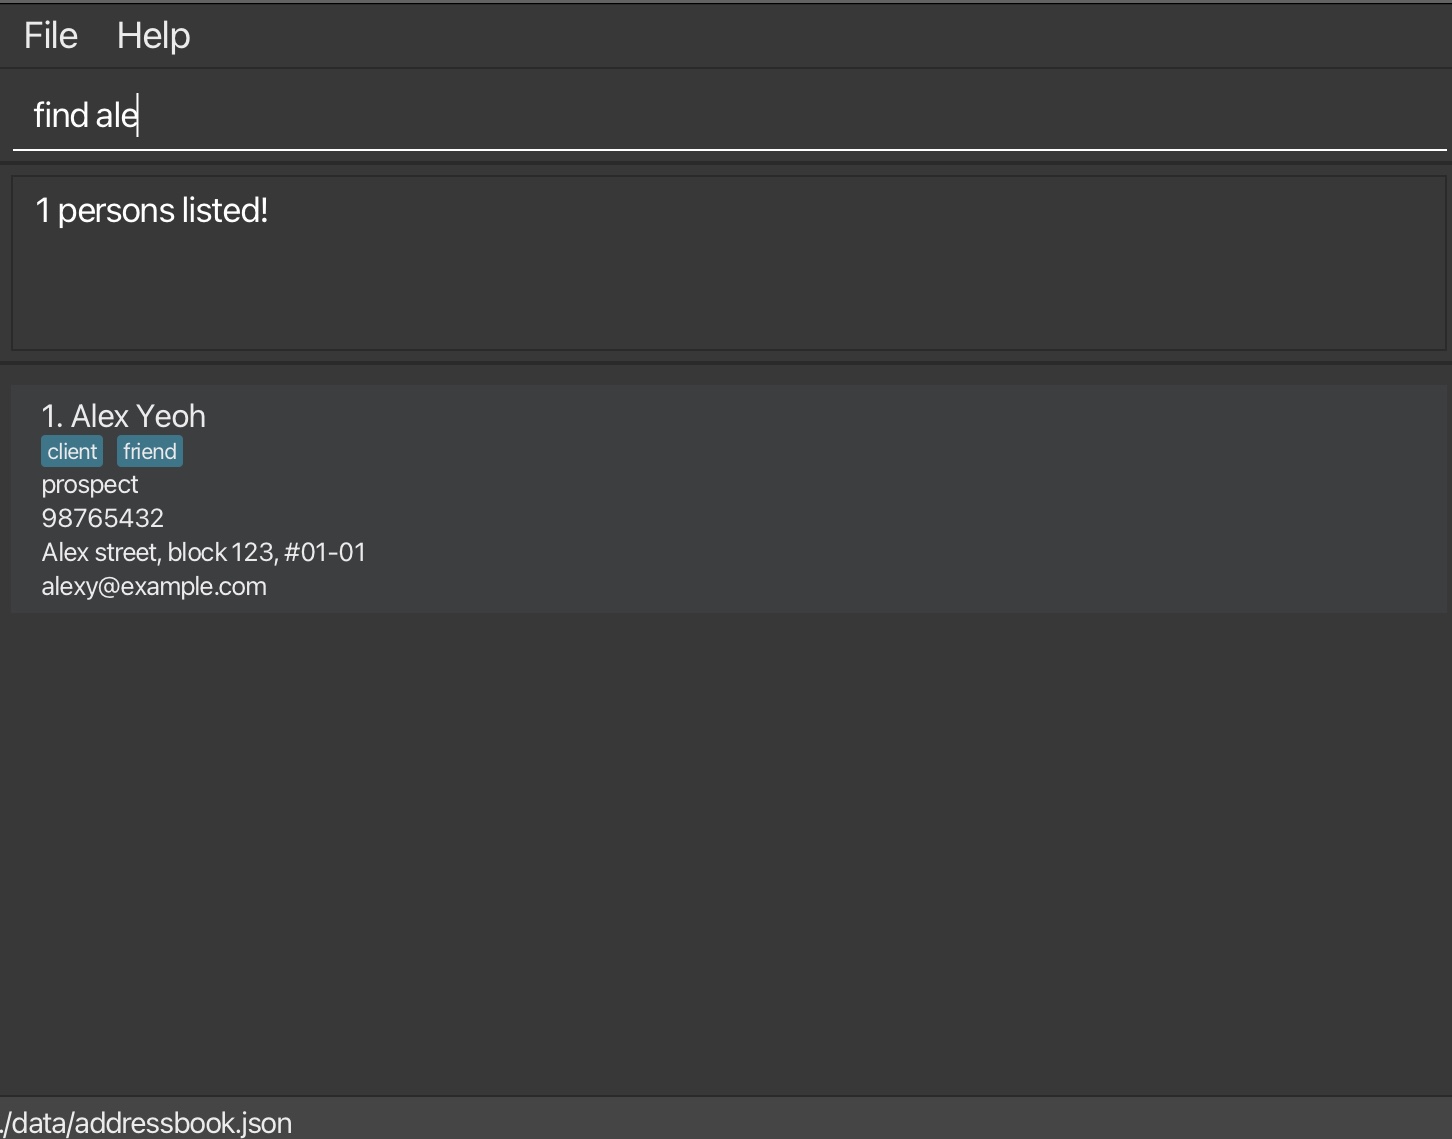 File Help
find ale
1 persons listed!
1. Alex Yeoh
client friend
prospect
98765432
Alex street, block 123, #01-01
alexy@example.com
./data/addressbook.json